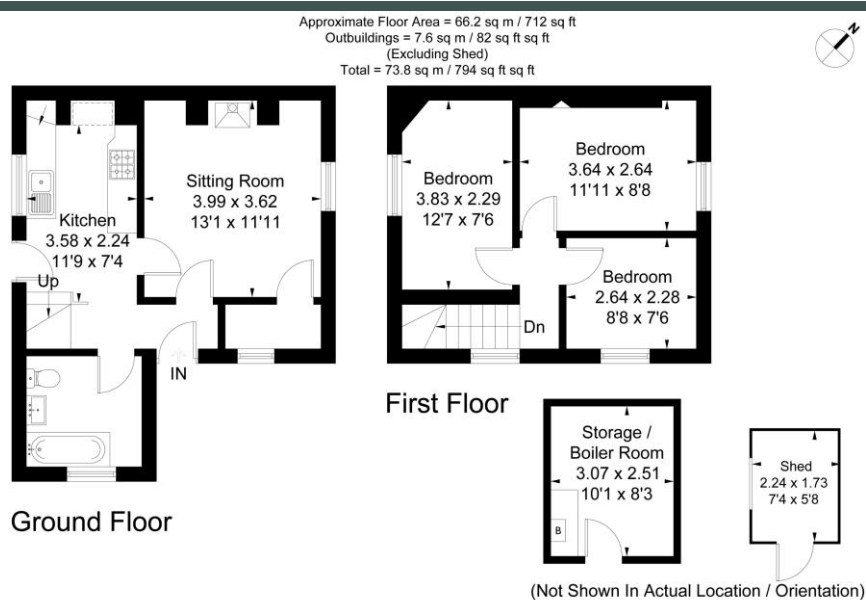 Approximate Floor Area = 66.2 sq m / 712 sq ft
Outbuildings = 7.6 sq m / 82 sq ft sq ft
(Excluding Shed)
Total = 73.8 sq m / 794 sq ft sq ft
N
Kitchen
3.58 x 2.24
11'9 x 7'4
Up
Sitting Room
3.99 x 3.62
13'1 x 11'11
IN
Ground Floor
Bedroom
3.83 x 2.29
12'7 x 7'6
Bedroom
3.64 x 2.64
11'11 x 8'8
Bedroom
2.64 x 2.28
8'8 x 7'6
Dn
First Floor
Storage /
Boiler Room
3.07 x 2.51
10'1 x 8'3
B
Shed
2.24 x 1.73
7'4 x 5'8
(Not Shown In Actual Location / Orientation)